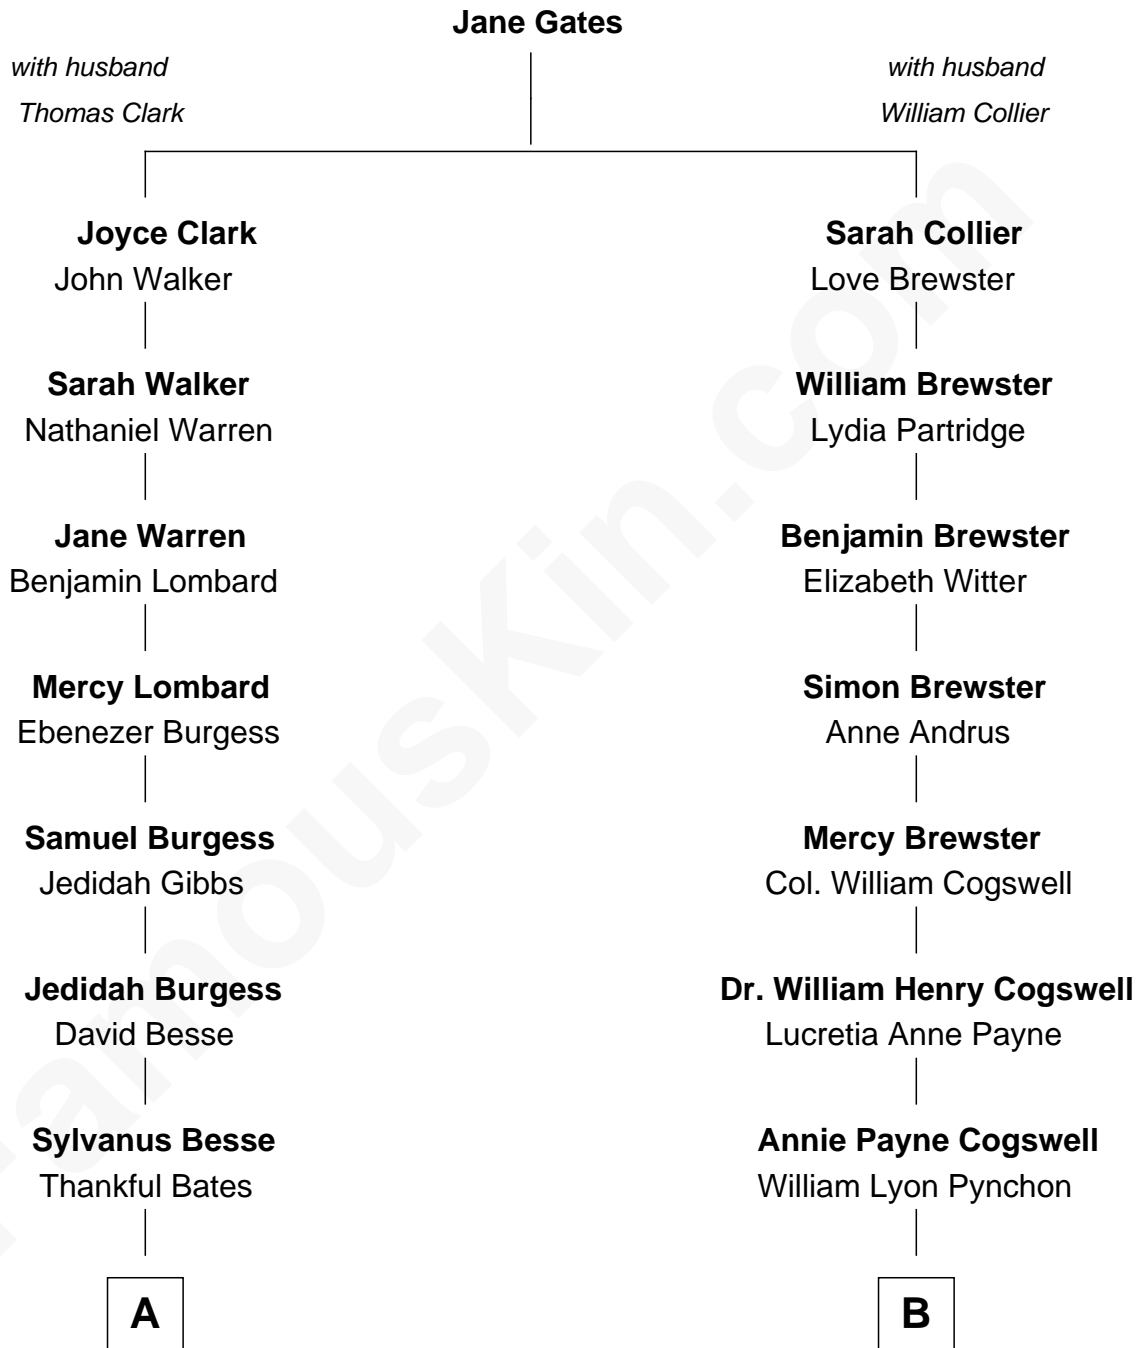 Jane Gates
with husband
Thomas Clark
with husband
William Collier
Joyce Clark
John Walker
Sarah Collier
Love Brewster
Sarah Walker
Nathaniel Warren
William Brewster
Lydia Partridge
Jane Warren
Benjamin Lombard
Benjamin Brewster
Elizabeth Witter
Mercy Lombard
Ebenezer Burgess
Simon Brewster
Anne Andrus
Samuel Burgess
Jedidah Gibbs
Mercy Brewster
Col. William Cogswell
Jedidah Burgess
David Besse
Dr. William Henry Cogswell
Lucretia Anne Payne
Sylvanus Besse
Thankful Bates
Annie Payne Cogswell
William Lyon Pynchon
A
B
FamousKin.com